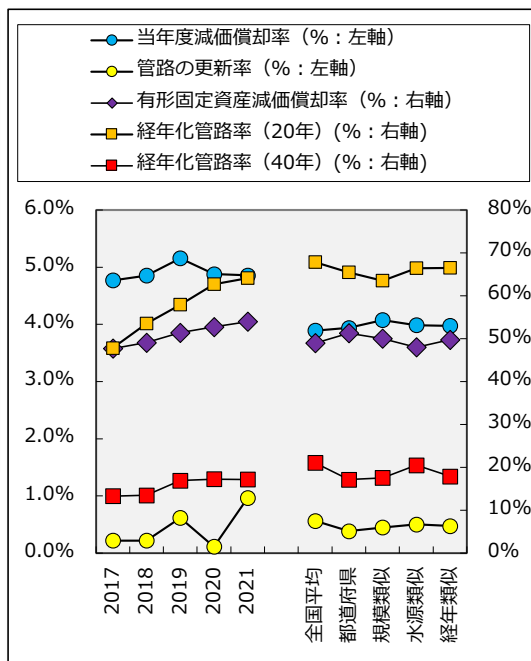 当年度減価償却率（%：左軸）
管路の更新率（%：左軸）
有形固定資産減価償却率（%：右軸）
経年化管路率（20年）(%：右軸)
経年化管路率（40年）(%：右軸)
6.0%
5.0%
4.0%
3.0%
2.0%
1.0%
0.0%
80%
70%
60%
50%
40%
30%
20%
10%
0%
2017
2018
2019
2020
2021
全国平均
都道府県
規模類似
水源類似
経年類似